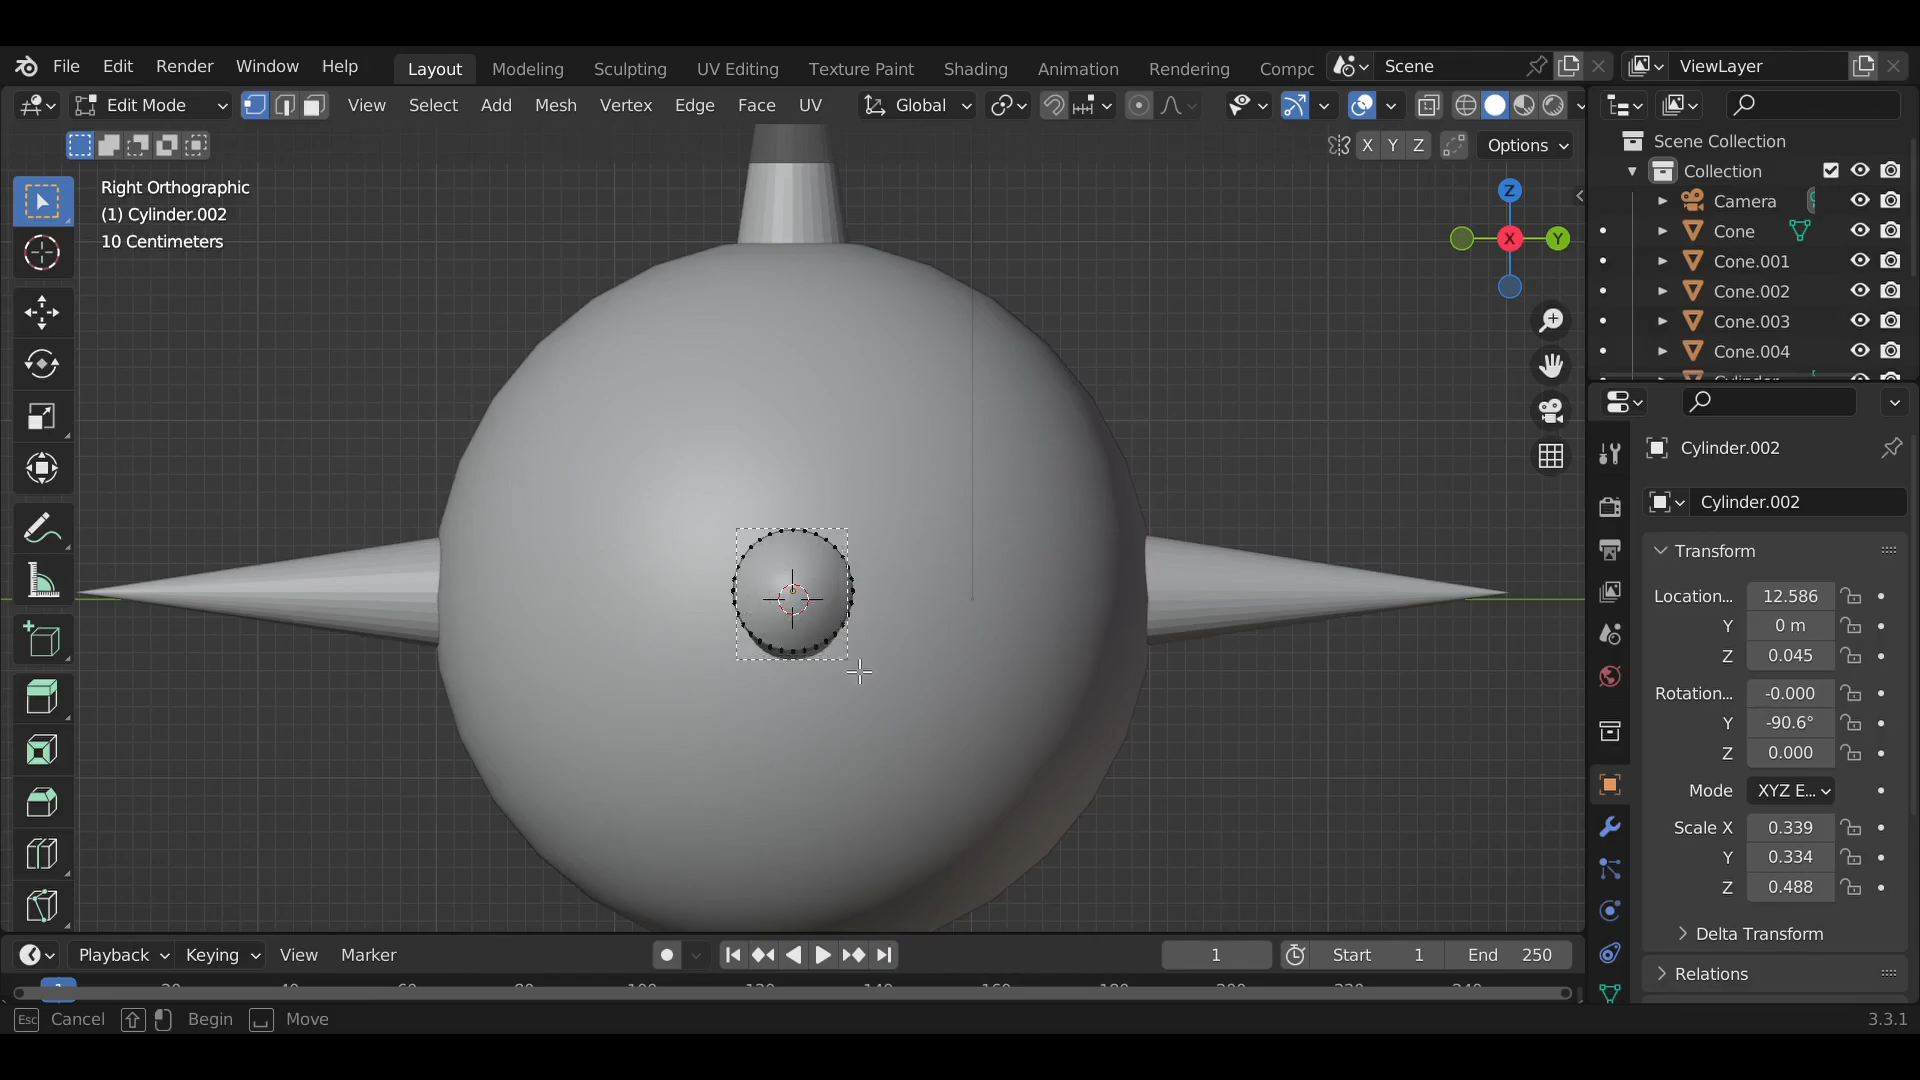 File Edit Render Window Help Layout Modeling Sculpting UV Editing Texture Paint Shading Animation Rendering Compc Scene ViewLayer
Edit Mode View Select Add Mesh Vertex Edge Face UV Global
X Y Z Options
Right Orthographic
(1) Cylinder.002
10 Centimeters
Z
X
Y
Scene Collection
Collection
Camera
Cone
Cone.001
Cone.002
Cone.003
Cone.004
Cylinder.002
Cylinder.002
Transform
Location... 12.586
Y 0 m
Z 0.045
Rotation... -0.000
Y -90.6°
Z 0.000
Mode XYZ E...
Scale X 0.339
Y 0.334
Z 0.488
Delta Transform
Relations
Playback Keying View Marker 1 Start 1 End 250
Esc Cancel Begin Move 3.3.1